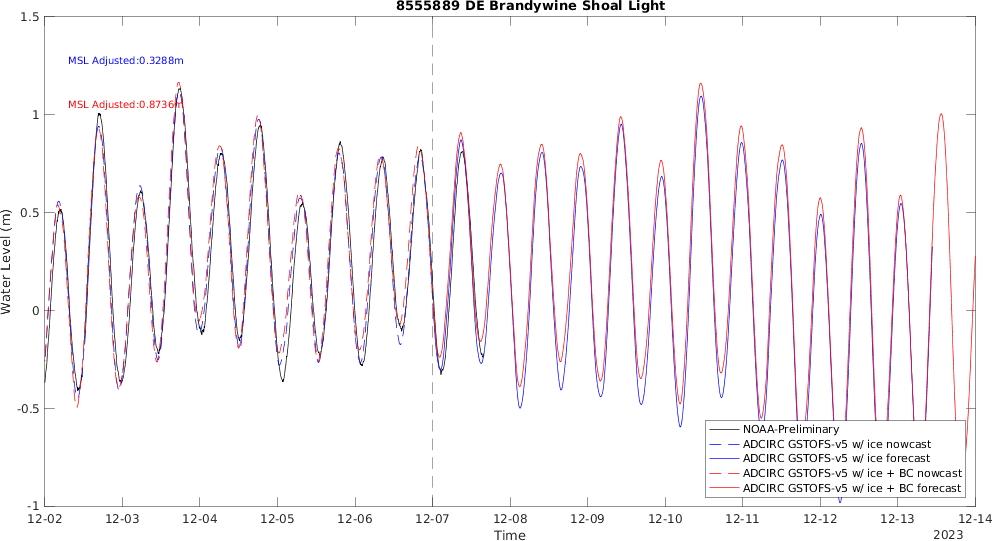 8555889 DE Brandywine Shoal Light
1.5
MSL Adjusted:0.3288m
MSL Adjusted:0.8736m
1
0.5
Water Level (m)
0
-0.5
-1
NOAA-Preliminary
ADCIRC GSTOFS-v5 w/ ice nowcast
ADCIRC GSTOFS-v5 w/ ice forecast
ADCIRC GSTOFS-v5 w/ ice + BC nowcast
ADCIRC GSTOFS-v5 w/ ice + BC forecast
12-02 12-03 12-04 12-05 12-06 12-07 12-08 12-09 12-10 12-11 12-12 12-13 12-14
Time
2023